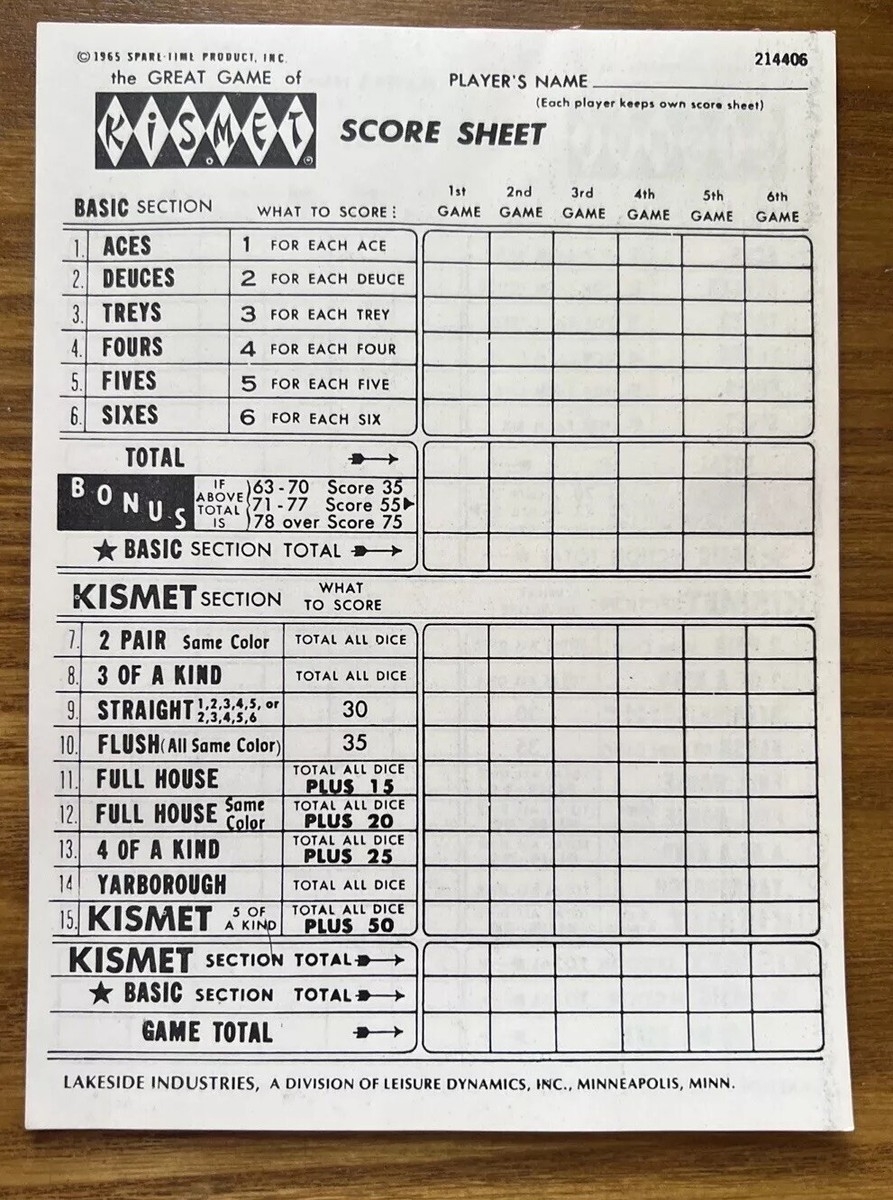 © 1965 SPARE-TIME PRODUCT, INC.
214406
the GREAT GAME of
PLAYER'S NAME
(Each player keeps own score sheet)
KiSMET
SCORE SHEET
BASIC SECTION WHAT TO SCORE:
1st GAME 2nd GAME 3rd GAME 4th GAME 5th GAME 6th GAME
1. ACES 1 FOR EACH ACE
2. DEUCES 2 FOR EACH DEUCE
3. TREYS 3 FOR EACH TREY
4. FOURS 4 FOR EACH FOUR
5. FIVES 5 FOR EACH FIVE
6. SIXES 6 FOR EACH SIX
TOTAL
BONUS
IF ABOVE TOTAL IS
63-70 Score 35
71-77 Score 55
78 over Score 75
★ BASIC SECTION TOTAL
KISMET SECTION WHAT TO SCORE
7. 2 PAIR Same Color TOTAL ALL DICE
8. 3 OF A KIND TOTAL ALL DICE
9. STRAIGHT 1,2,3,4,5, or 2,3,4,5,6 30
10. FLUSH (All Same Color) 35
11. FULL HOUSE TOTAL ALL DICE PLUS 15
12. FULL HOUSE Same Color TOTAL ALL DICE PLUS 20
13. 4 OF A KIND TOTAL ALL DICE PLUS 25
14 YARBOROUGH TOTAL ALL DICE
15. KISMET 5 OF A KIND TOTAL ALL DICE PLUS 50
KISMET SECTION TOTAL
★ BASIC SECTION TOTAL
GAME TOTAL
LAKESIDE INDUSTRIES, A DIVISION OF LEISURE DYNAMICS, INC., MINNEAPOLIS, MINN.